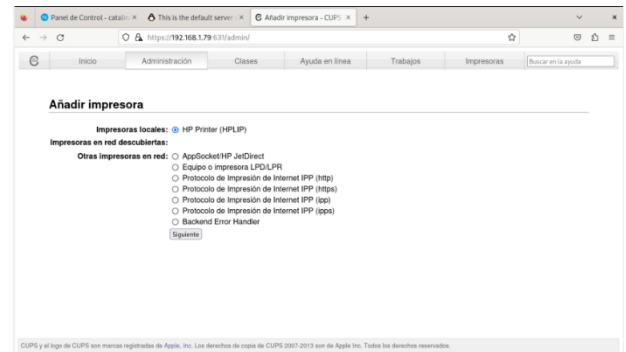 Panel de Control - catalin
This is the default server
Añadir impresora - CUPS
https://192.168.1.79:631/admin/
Inicio
Administración
Clases
Ayuda en línea
Trabajos
Impresoras
Buscar en la ayuda
Añadir impresora
Impresoras locales: HP Printer (HPLIP)
Impresoras en red descubiertas:
Otras impresoras en red: AppSocket/HP JetDirect
Equipo o impresora LPD/LPR
Protocolo de Impresión de Internet IPP (http)
Protocolo de Impresión de Internet IPP (https)
Protocolo de Impresión de Internet IPP (ipp)
Protocolo de Impresión de Internet IPP (ipps)
Backend Error Handler
Siguiente
CUPS y el logo de CUPS son marcas registradas de Apple, Inc. Los derechos de copia de CUPS 2007-2013 son de Apple Inc. Todos los derechos reservados.